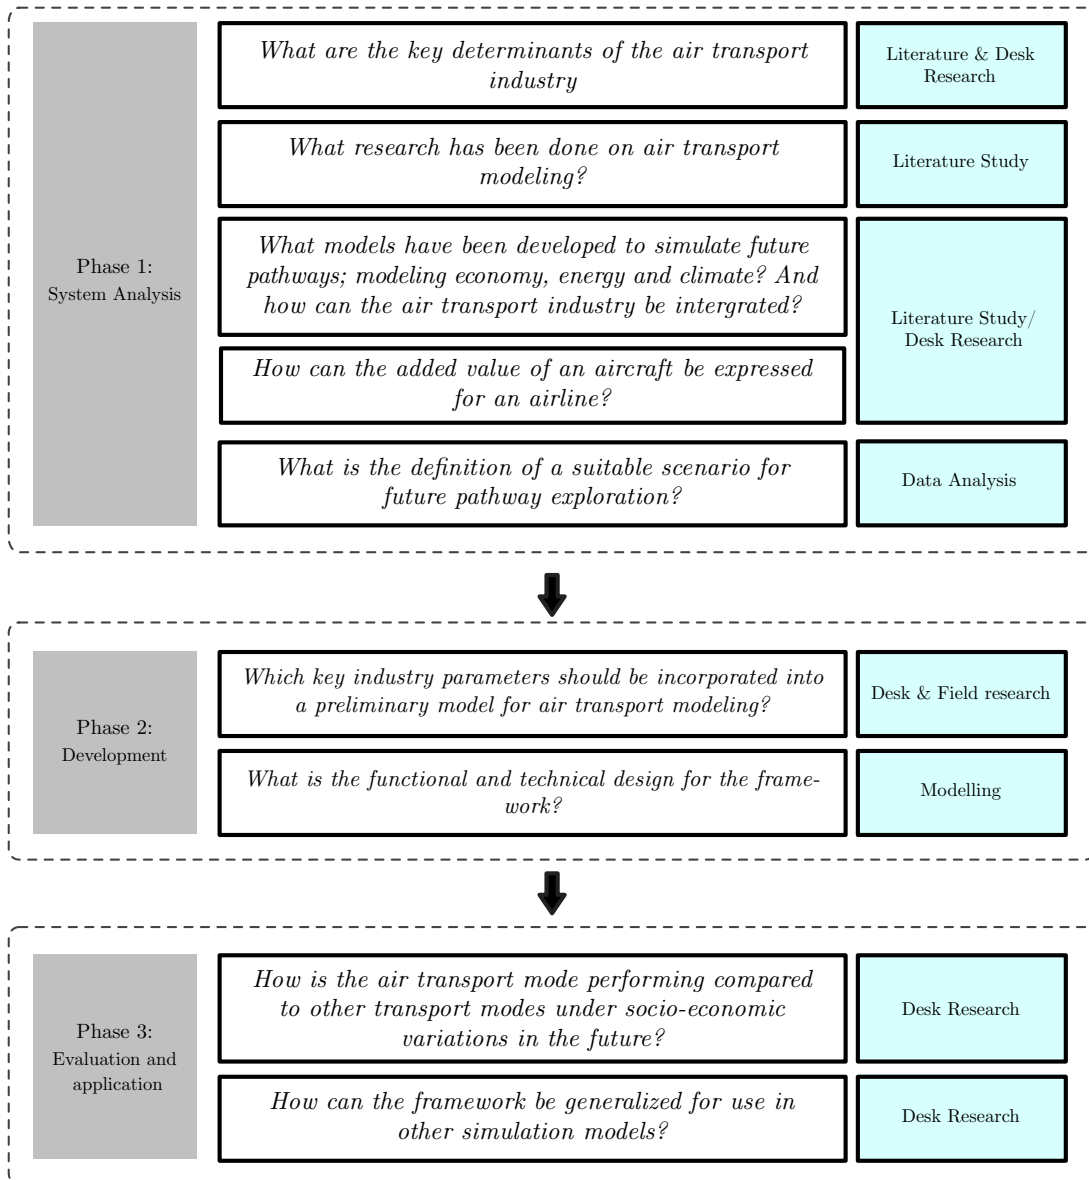 What are the key determinants of the air transport
industry
Literature & Desk
Research
What research has been done on air transport
modeling?
Literature Study
Phase 1:
System Analysis
What models have been developed to simulate future
pathways; modeling economy, energy and climate? And
how can the air transport industry be intergrated?
Literature Study/
Desk Research
How can the added value of an aircraft be expressed
for an airline?
What is the definition of a suitable scenario for
future pathway exploration?
Data Analysis
Which key industry parameters should be incorporated into
a preliminary model for air transport modeling?
Desk & Field research
Phase 2:
Development
What is the functional and technical design for the frame-
work?
Modelling
How is the air transport mode performing compared
to other transport modes under socio-economic
variations in the future?
Desk Research
Phase 3:
Evaluation and
application
How can the framework be generalized for use in
other simulation models?
Desk Research